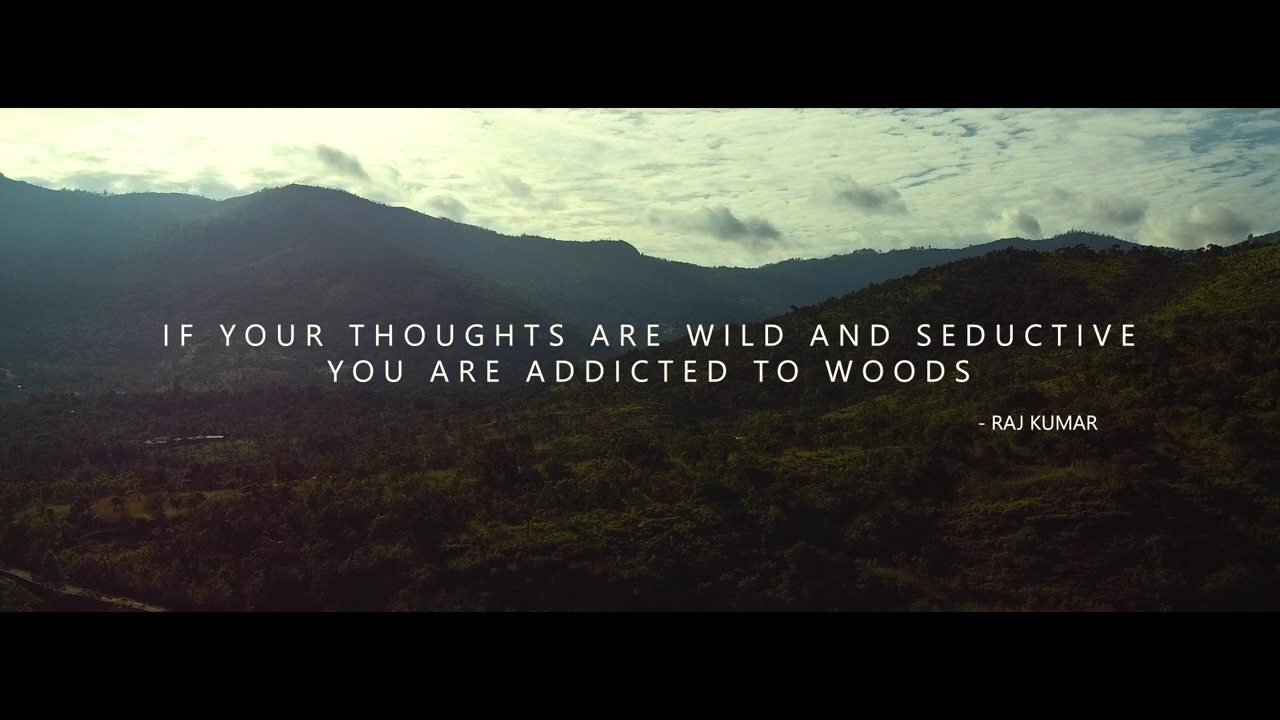 IF YOUR THOUGHTS ARE WILD AND SEDUCTIVE
YOU ARE ADDICTED TO WOODS
- RAJ KUMAR